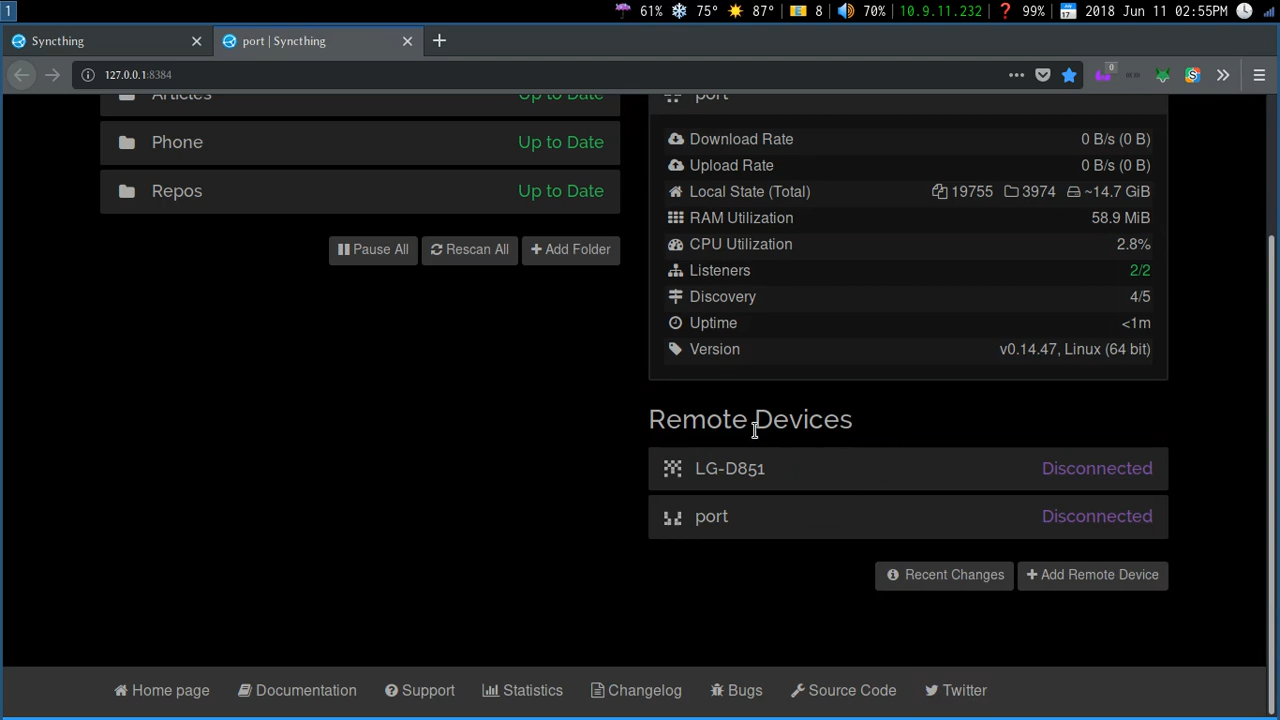 1
61% 75° 87° 8 70% 10.9.11.232 99% 2018 Jun 11 02:55PM
Syncthing
port | Syncthing
127.0.0.1:8384
0
Articles Up to Date
Phone Up to Date
Repos Up to Date
Pause All Rescan All Add Folder
port
Download Rate 0 B/s (0 B)
Upload Rate 0 B/s (0 B)
Local State (Total) 19755 3974 ~14.7 GiB
RAM Utilization 58.9 MiB
CPU Utilization 2.8%
Listeners 2/2
Discovery 4/5
Uptime <1m
Version v0.14.47, Linux (64 bit)
Remote Devices
LG-D851 Disconnected
port Disconnected
Recent Changes Add Remote Device
Home page Documentation Support Statistics Changelog Bugs Source Code Twitter